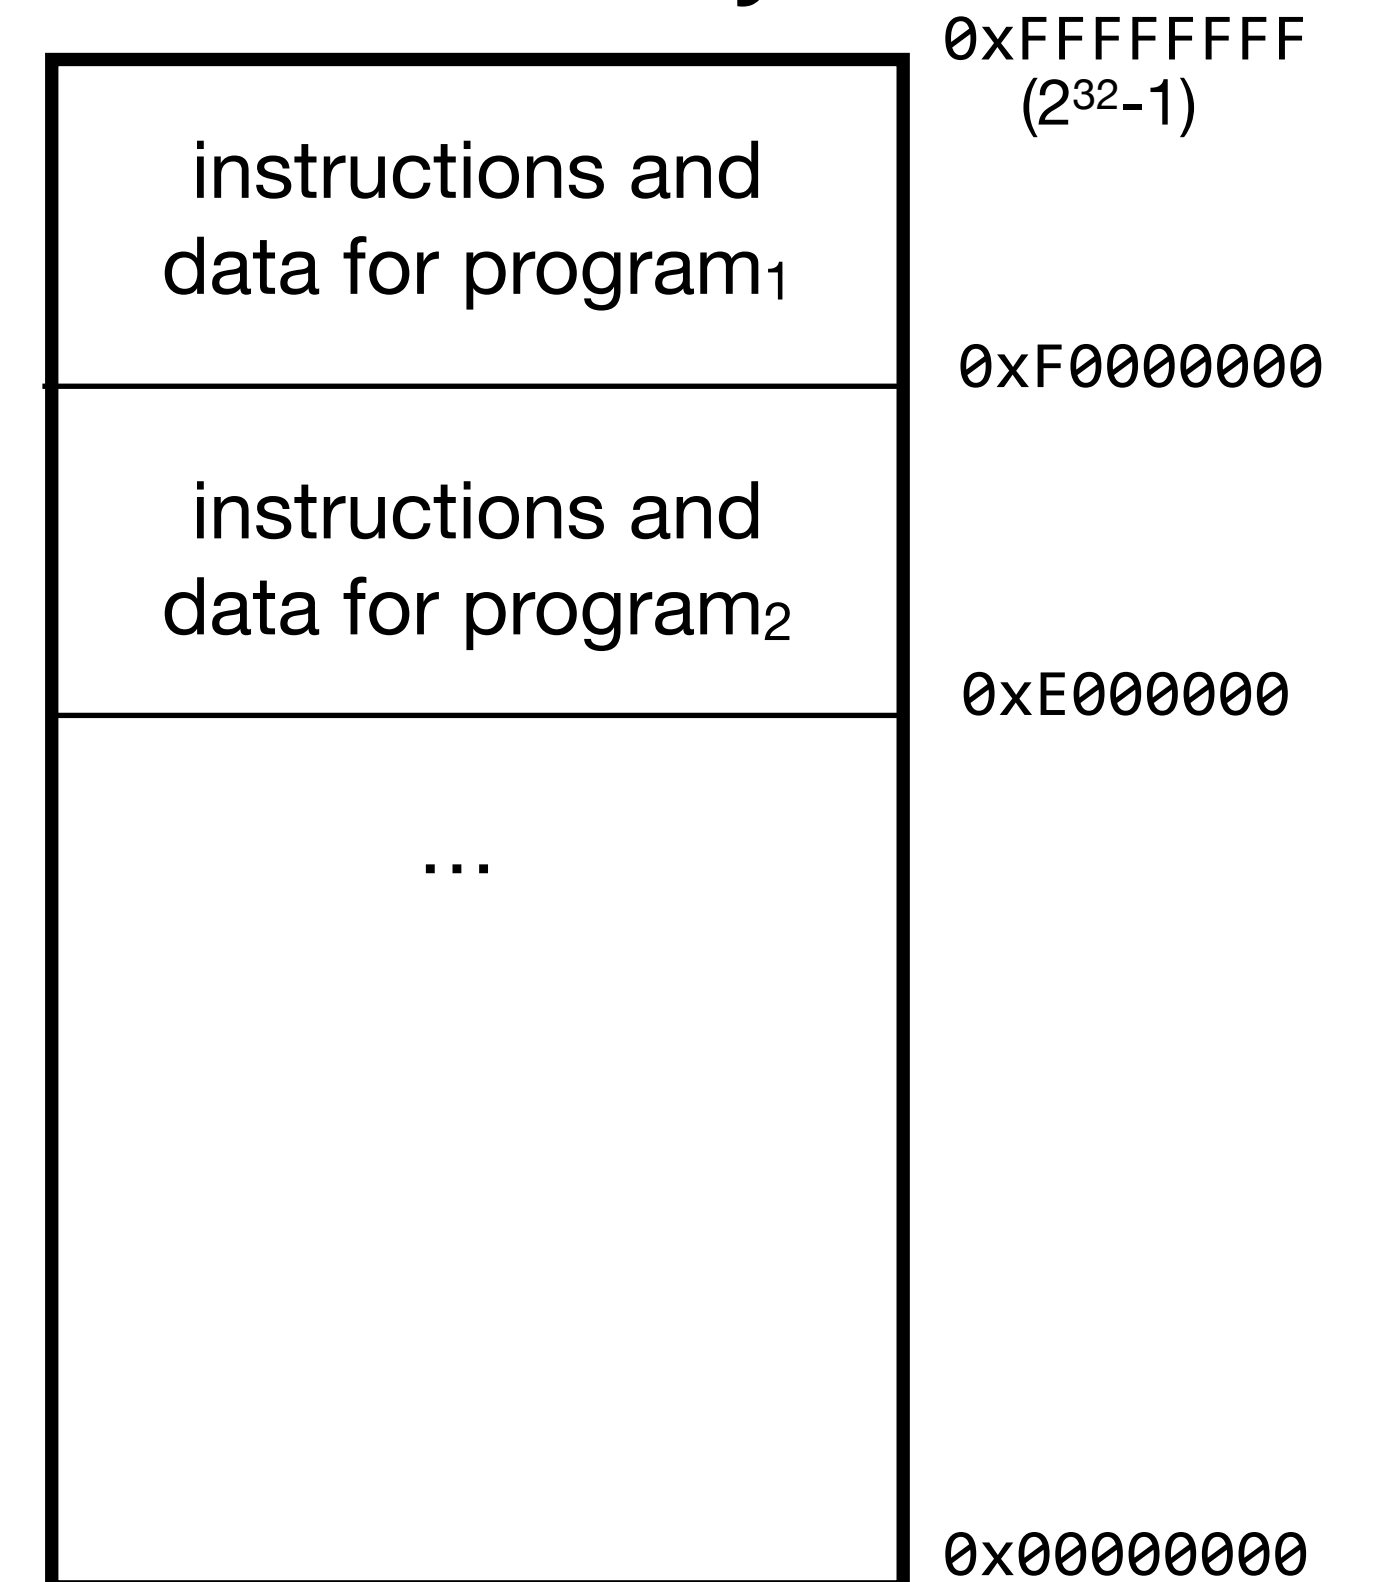 0xFFFFFFFF
(2³²-1)
instructions and
data for program₁
0xF0000000
instructions and
data for program₂
0xE000000
...
0x00000000